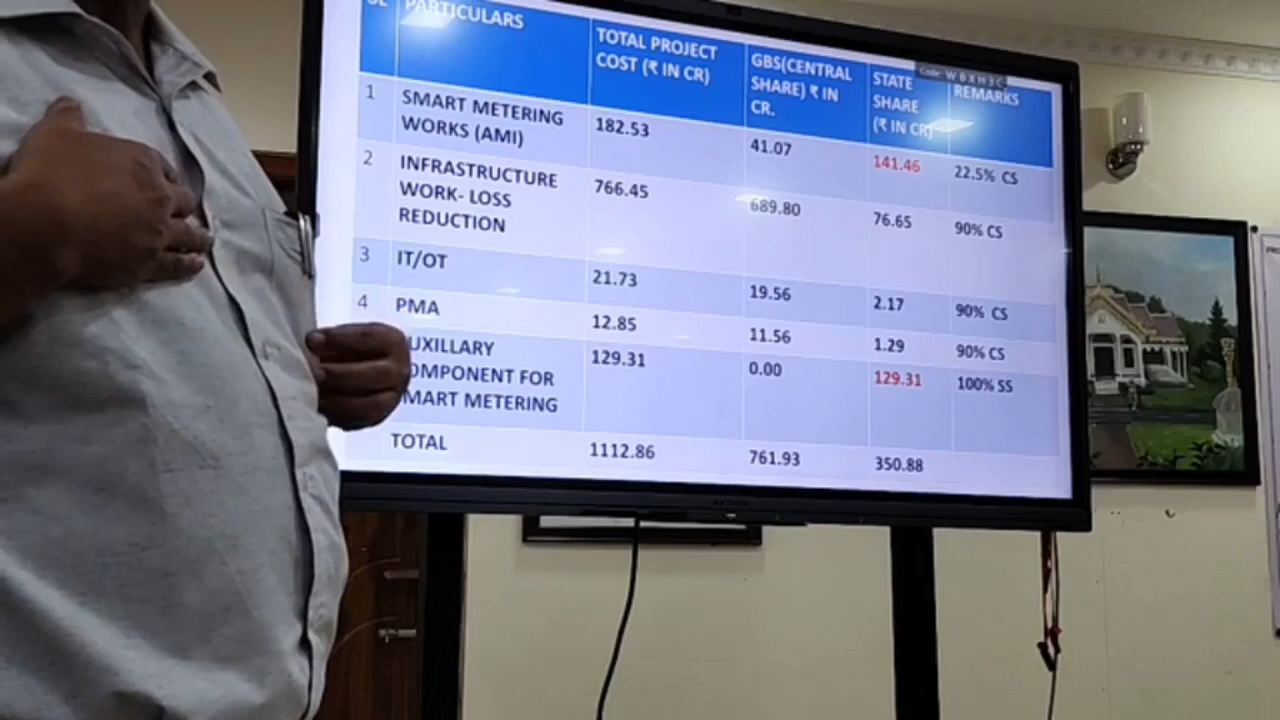 SL PARTICULARS TOTAL PROJECT COST (₹ IN CR) GBS(CENTRAL SHARE) ₹ IN CR. STATE SHARE (₹ IN CR) REMARKS
Code: W B X H 3 C
1 SMART METERING WORKS (AMI) 182.53 41.07 141.46 22.5% CS
2 INFRASTRUCTURE WORK- LOSS REDUCTION 766.45 689.80 76.65 90% CS
3 IT/OT 21.73 19.56 2.17 90% CS
4 PMA 12.85 11.56 1.29 90% CS
UXILLARY OMPONENT FOR MART METERING 129.31 0.00 129.31 100% SS
TOTAL 1112.86 761.93 350.88